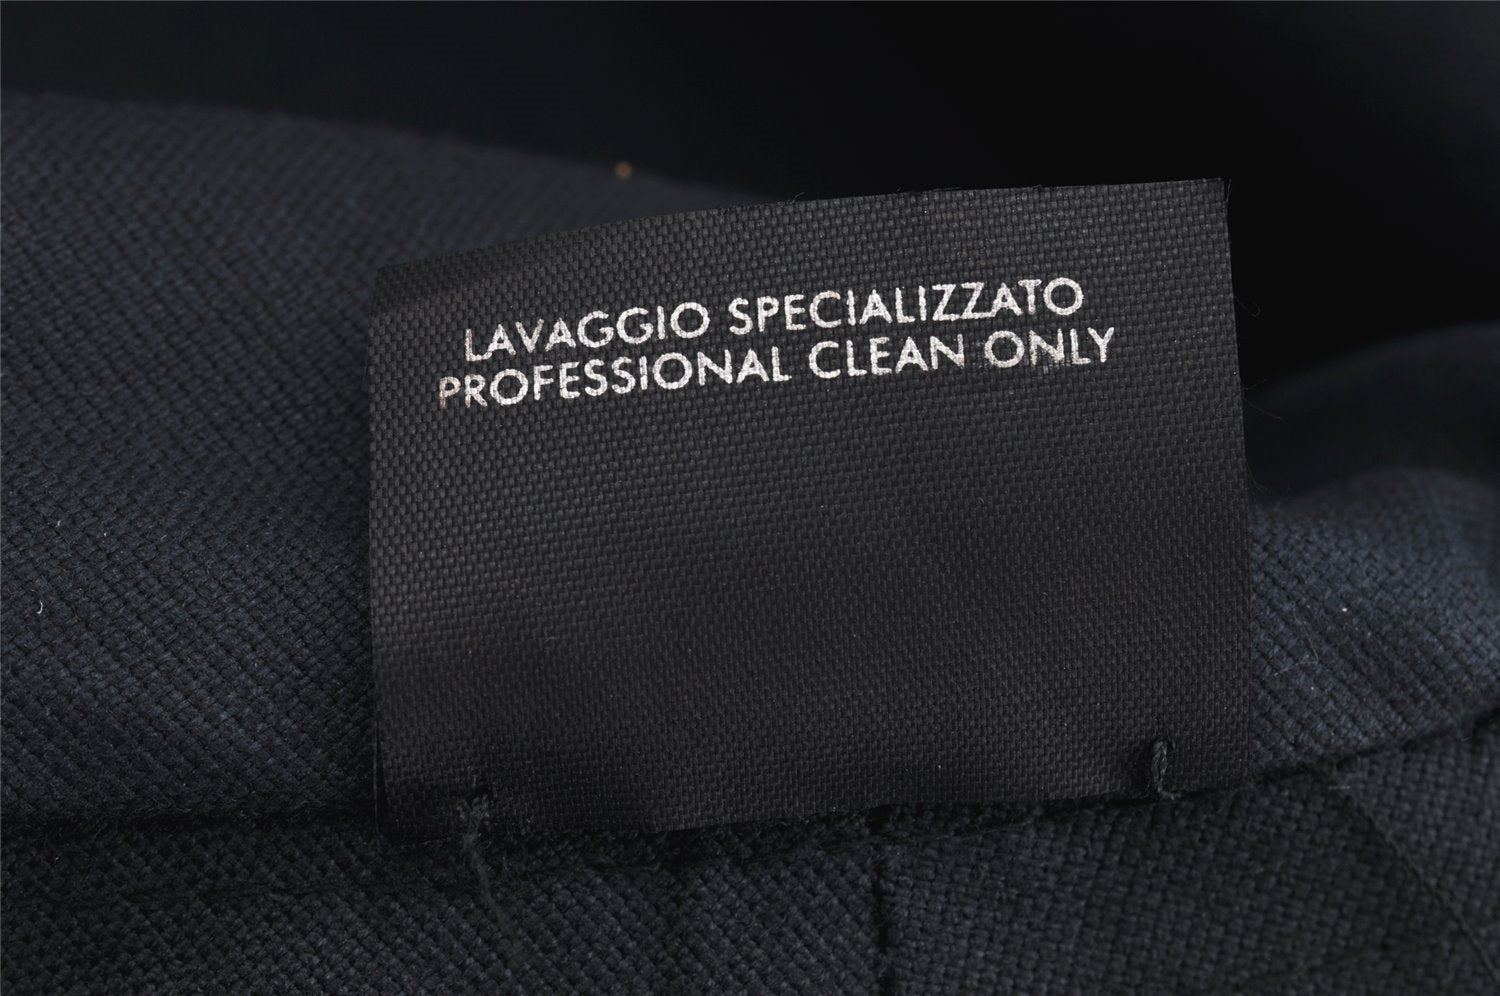 LAVAGGIO SPECIALIZZATO
PROFESSIONAL CLEAN ONLY